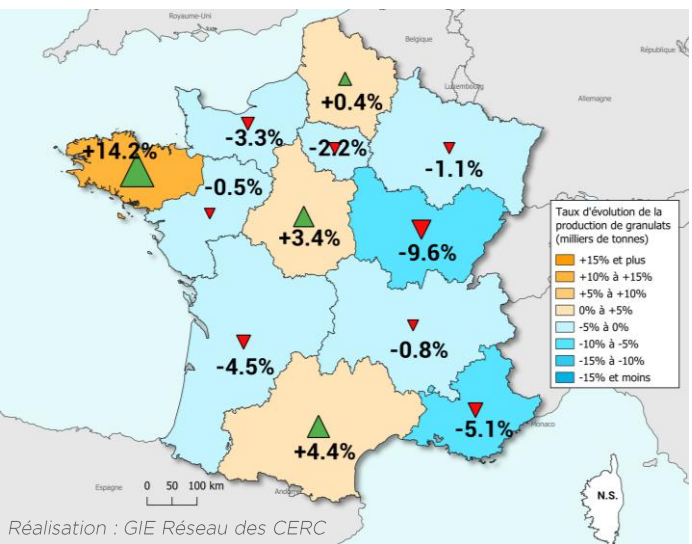 Royaume-Uni
Belgique
République T
Luxembourg
Allemagne
+0.4%
-3.3%
-2.2%
+14.2%
-1.1%
-0.5%
+3.4%
-9.6%
Taux d'évolution de la
production de granulats
(milliers de tonnes)
+15% et plus
+10% à +15%
+5% à +10%
0% à +5%
-5% à 0%
-10% à -5%
-15% à -10%
-15% et moins
-4.5%
-0.8%
-5.1%
Monaco
+4.4%
Espagne
0 50 100 km
Andorre
N.S.
Réalisation : GIE Réseau des CERC